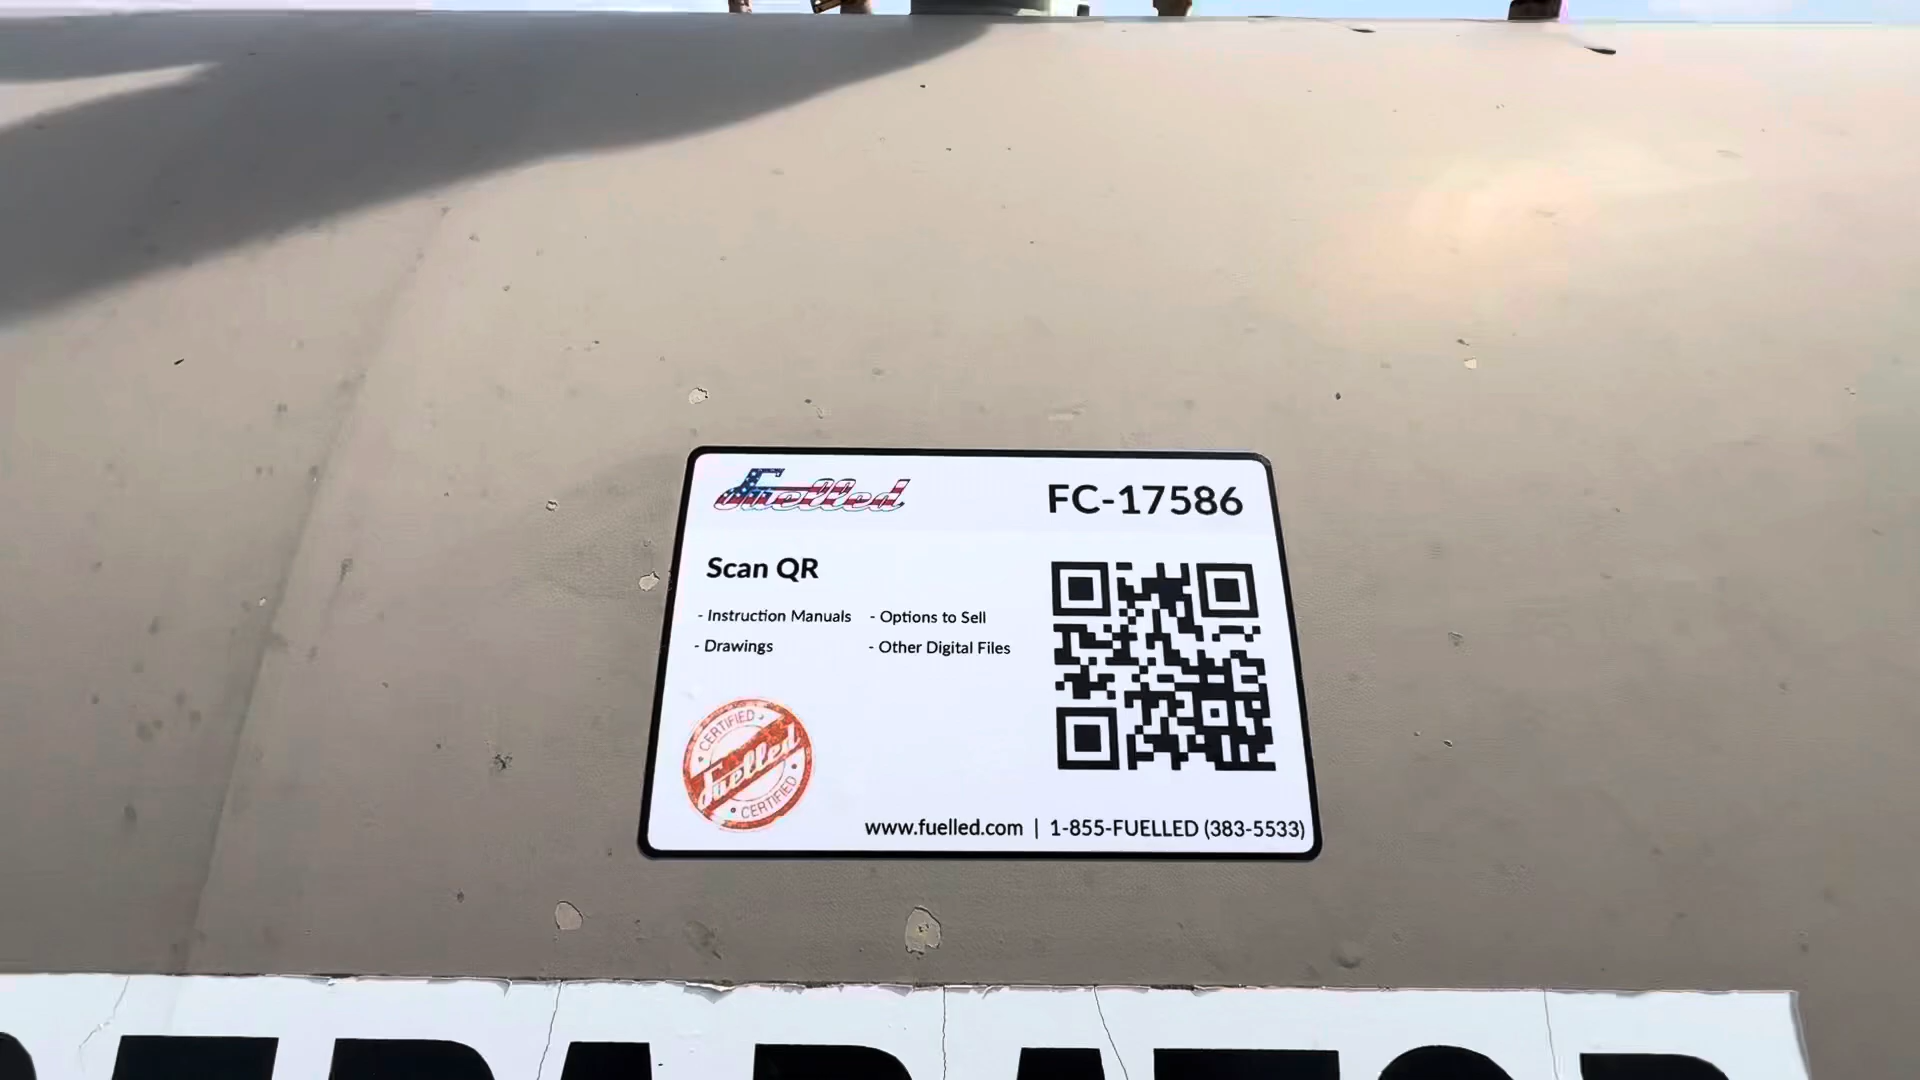 Fuelled
FC-17586
Scan QR
- Instruction Manuals
- Options to Sell
- Drawings
- Other Digital Files
CERTIFIED
Fuelled
CERTIFIED
www.fuelled.com | 1-855-FUELLED (383-5533)
SEPARATOR